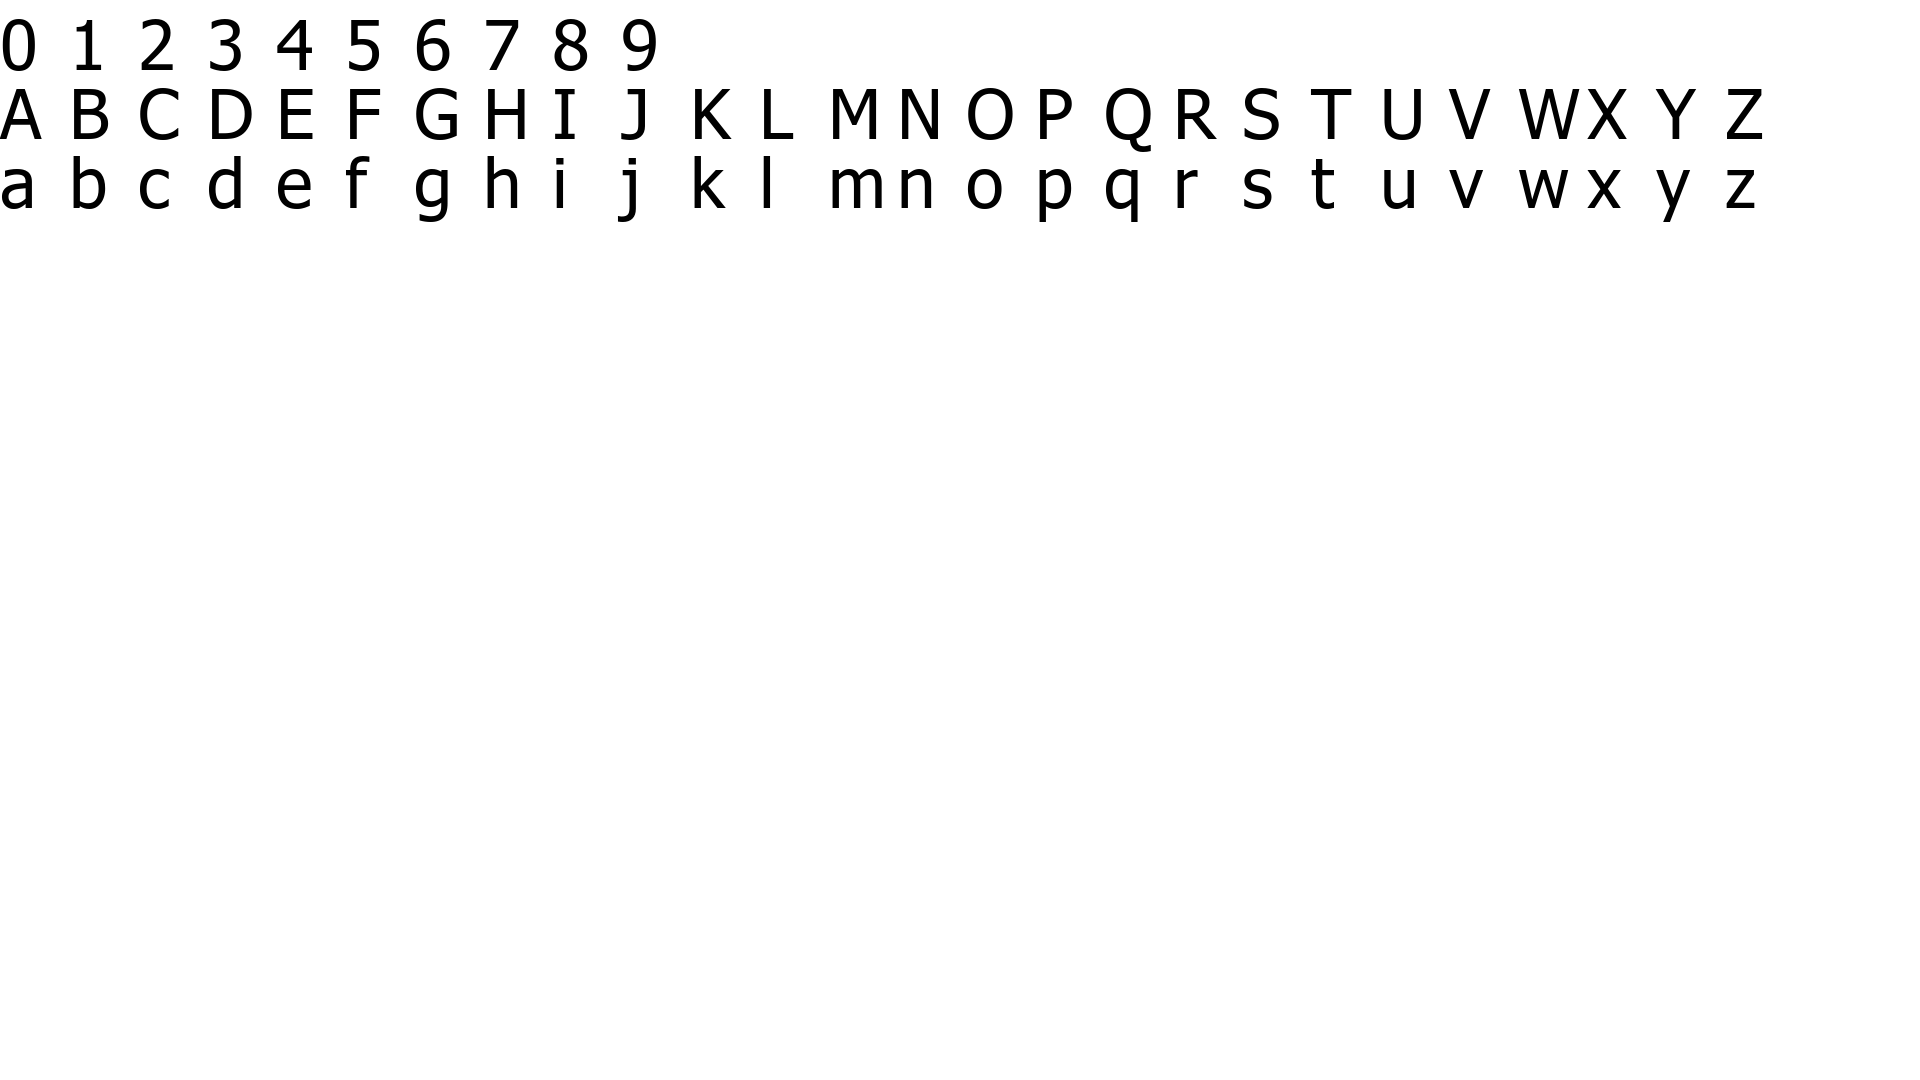 0 1 2 3 4 5 6 7 8 9
A B C D E F G H I J K L M N O P Q R S T U V W X Y Z
a b c d e f g h i j k l m n o p q r s t u v w x y z